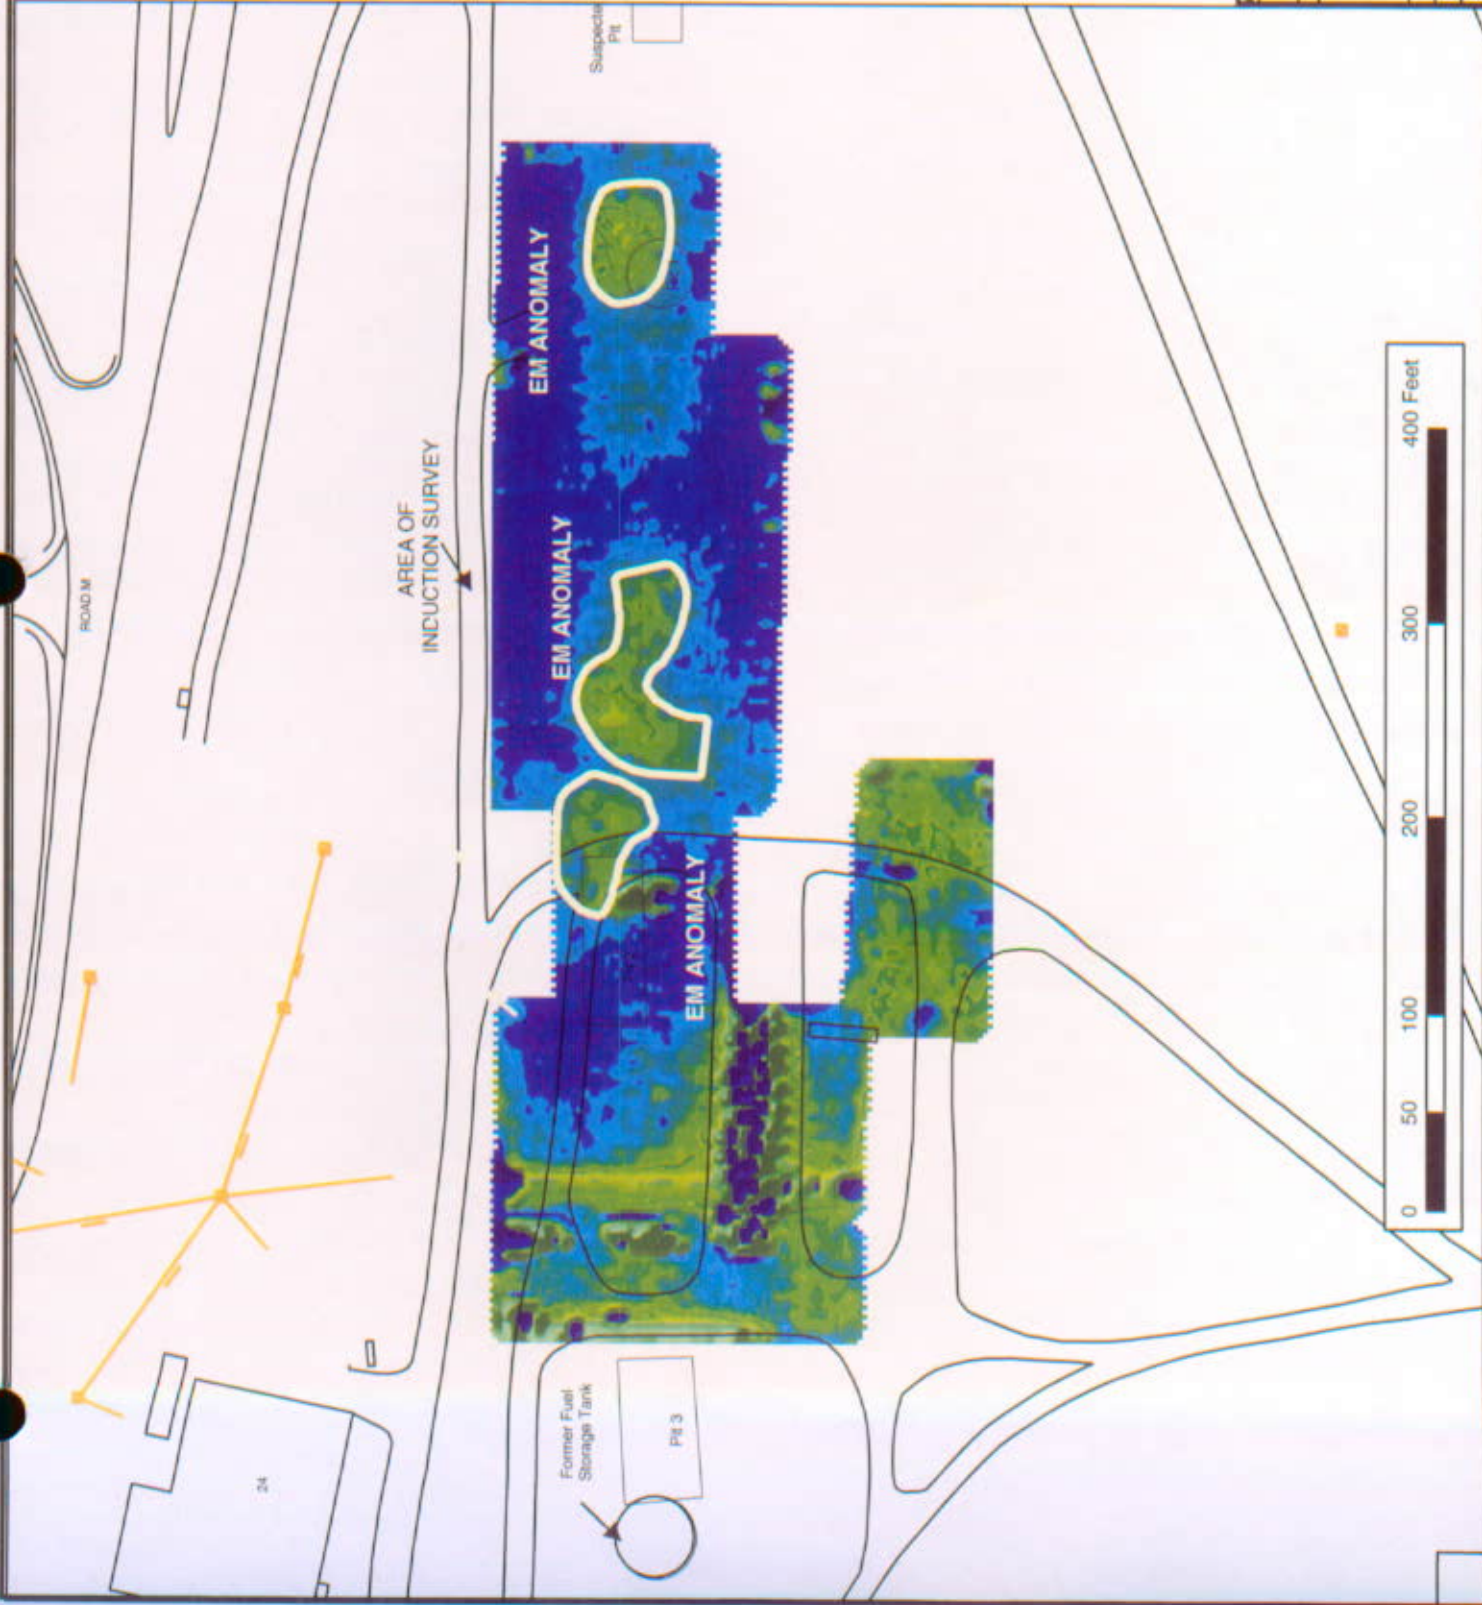 Suspecte
Pit
EM ANOMALY
AREA OF
INDUCTION SURVEY
ROAD M
EM ANOMALY
EM ANOMALY
24
Former Fuel
Storage Tank
Pit 3
0 50 100 200 300 400 Feet